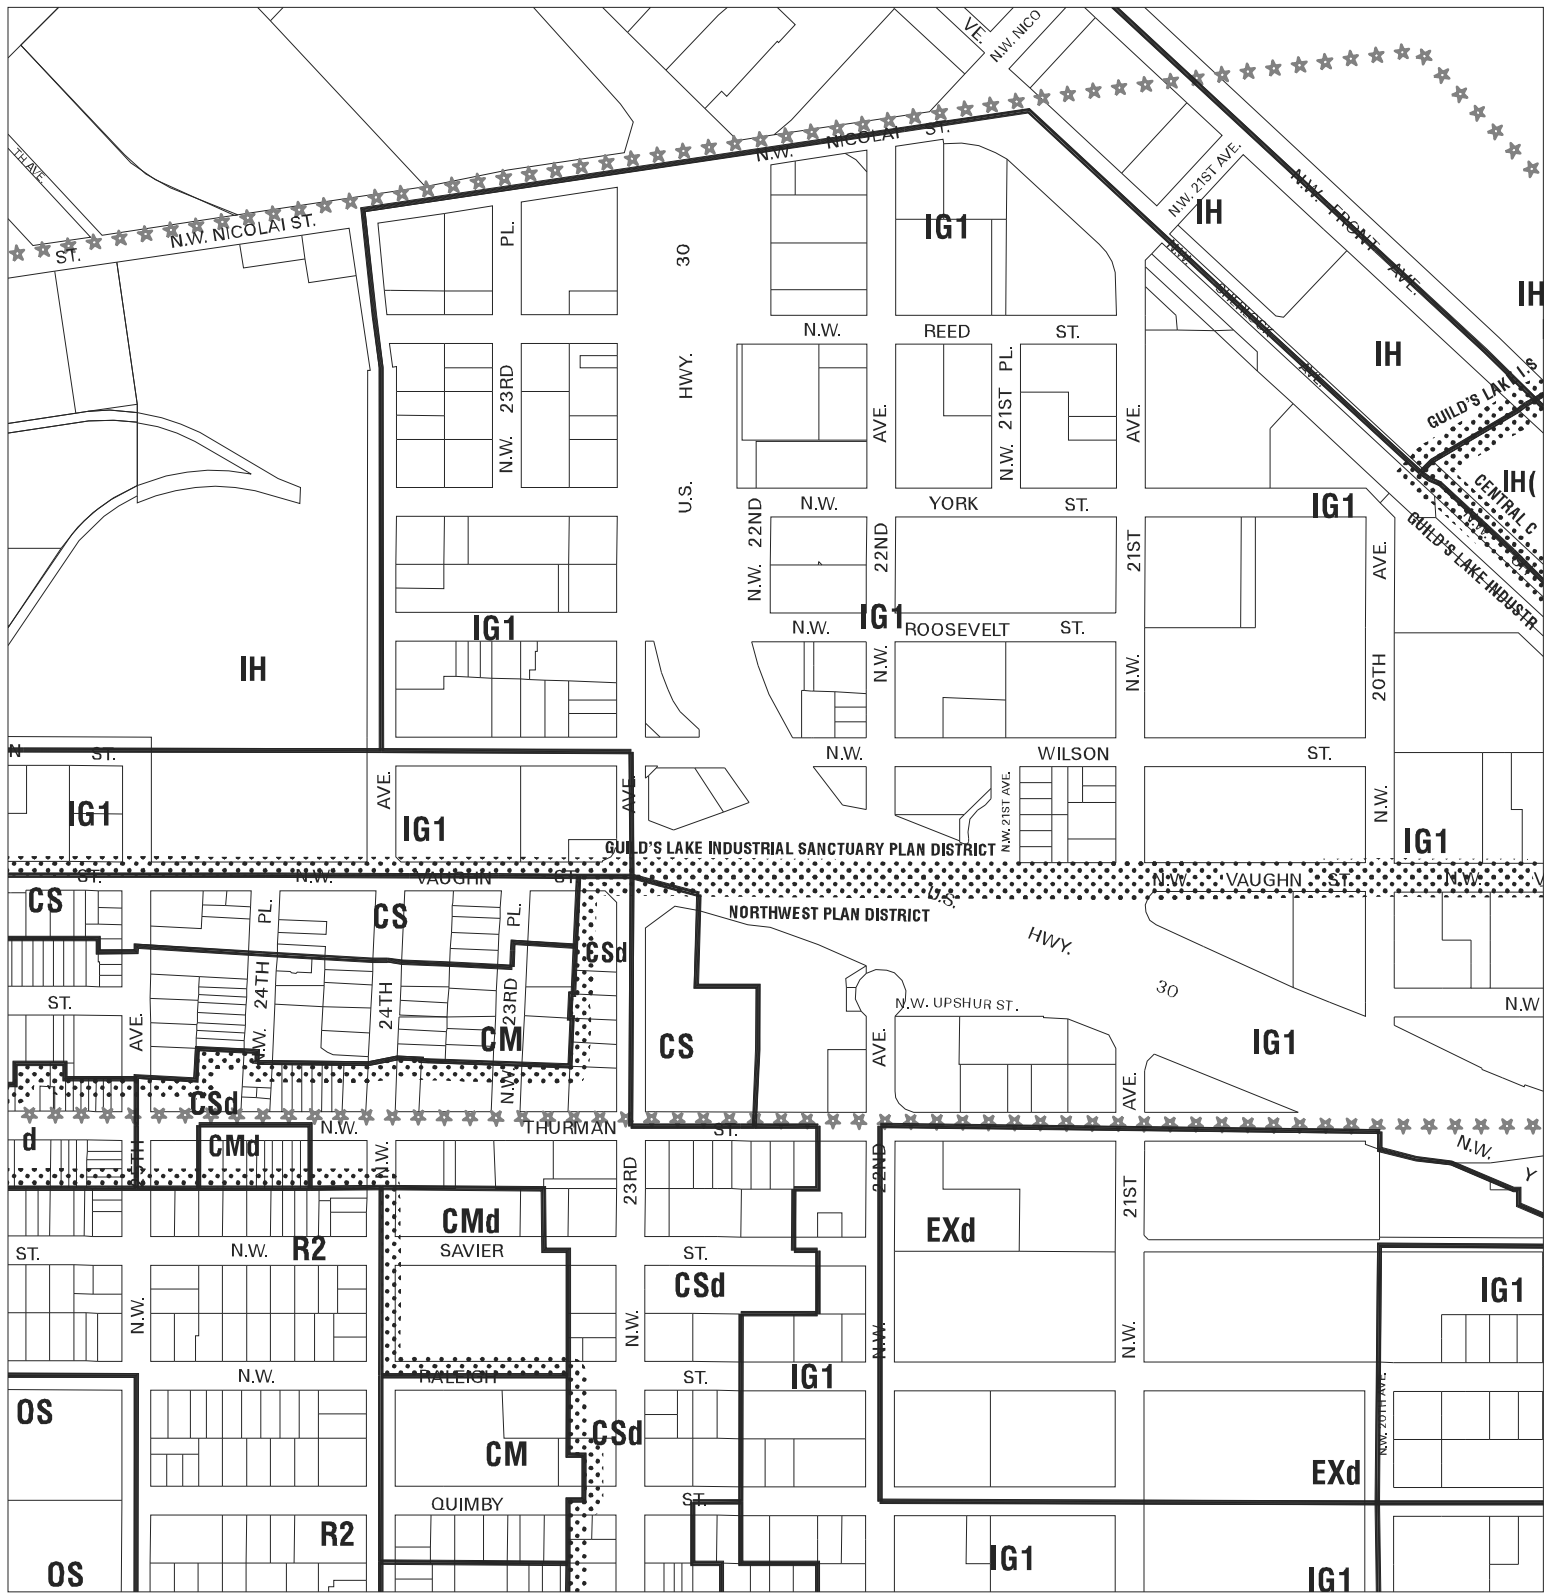 VE.
N.W. NICO
TH AVE.
N.W. NICOLAI ST.
N.W. NICOLAI ST.
ST.
N.W. 21ST AVE.
IH
N.W. FRONT AVE.
IG1
PL.
30
N.W.
SHERLOCK
AVE.
IH
N.W. REED ST.
IH
GUILD'S LAKE I.S
HWY.
N.W. 23RD
AVE.
N.W. 21ST PL.
AVE.
U.S.
N.W. 22ND
N.W. YORK ST.
IG1
IH(
CENTRAL C
N.W.
GUILD'S LAKE INDUSTR
22ND
21ST
AVE.
IG1
IG1
N.W. ROOSEVELT ST.
IH
N.W.
N.W.
20TH
N ST.
N.W. WILSON ST.
IG1
AVE.
IG1
AVE.
N.W. 21ST AVE.
N.W.
IG1
GUILD'S LAKE INDUSTRIAL SANCTUARY PLAN DISTRICT
ST. N.W. VAUGHN ST.
N.W. VAUGHN ST.
N.W. V
CS
CS
PL.
PL.
U.S.
NORTHWEST PLAN DISTRICT
HWY.
30
CSd
ST.
AVE.
N.W. 24TH
24TH
N.W. 23RD
CM
CS
N.W. UPSHUR ST.
AVE.
AVE.
IG1
N.W
CSd
d
CMd
N.W. THURMAN ST.
25TH
N.W.
23RD
22ND
21ST
N.W.
Y
R2
CMd
EXd
ST. N.W. SAVIER ST.
CSd
IG1
N.W.
N.W.
N.W.
N.W.
N.W. RALEIGH ST.
IG1
N.W. 20TH AVE.
OS
CSd
CM
EXd
QUIMBY ST.
R2
IG1
OS
IG1